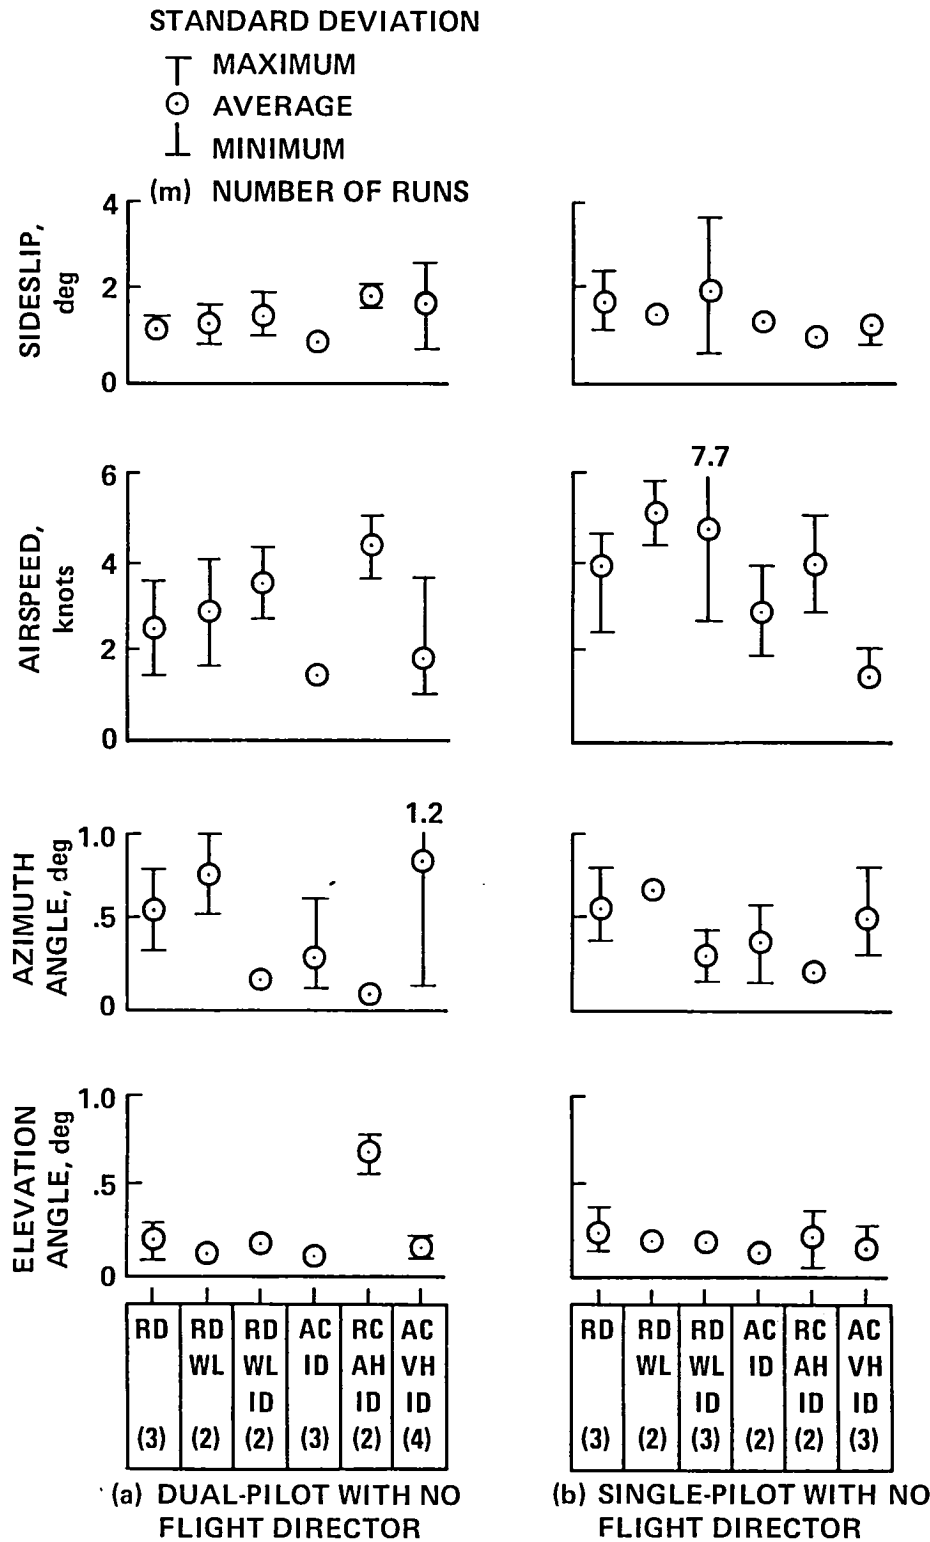 STANDARD DEVIATION
MAXIMUM
AVERAGE
MINIMUM
(m) NUMBER OF RUNS
SIDESLIP,
deg
4
2
0
AIRSPEED,
knots
6
4
2
0
7.7
AZIMUTH
ANGLE, deg
1.0
.5
0
1.2
ELEVATION
ANGLE, deg
1.0
.5
0
RD
(3)
RD
WL
(2)
RD
WL
ID
(2)
AC
ID
(3)
RC
AH
ID
(2)
AC
VH
ID
(4)
RD
(3)
RD
WL
(2)
RD
WL
ID
(3)
AC
ID
(2)
RC
AH
ID
(2)
AC
VH
ID
(3)
(a) DUAL-PILOT WITH NO
FLIGHT DIRECTOR
(b) SINGLE-PILOT WITH NO
FLIGHT DIRECTOR